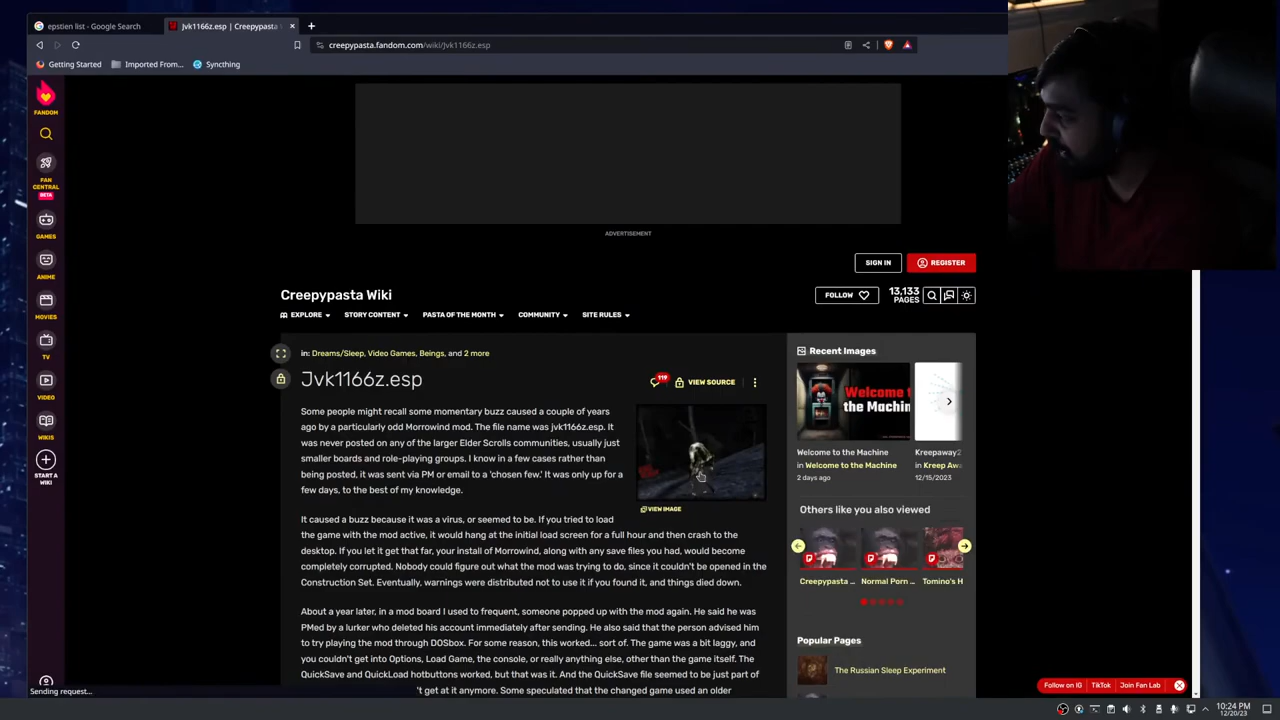 epstien list - Google Search
Jvk1166z.esp | Creepypasta
creepypasta.fandom.com/wiki/Jvk1166z.esp
Getting Started
Imported From...
Syncthing
FANDOM
FAN
CENTRAL
BETA
GAMES
ANIME
MOVIES
TV
VIDEO
WIKIS
START A
WIKI
ADVERTISEMENT
SIGN IN
REGISTER
Creepypasta Wiki
FOLLOW
13,133
PAGES
EXPLORE
STORY CONTENT
PASTA OF THE MONTH
COMMUNITY
SITE RULES
in: Dreams/Sleep, Video Games, Beings, and 2 more
Jvk1166z.esp
119
VIEW SOURCE
Some people might recall some momentary buzz caused a couple of years
ago by a particularly odd Morrowind mod. The file name was jvk1166z.esp. It
was never posted on any of the larger Elder Scrolls communities, usually just
smaller boards and role-playing groups. I know in a few cases rather than
being posted, it was sent via PM or email to a 'chosen few.' It was only up for a
few days, to the best of my knowledge.
VIEW IMAGE
It caused a buzz because it was a virus, or seemed to be. If you tried to load
the game with the mod active, it would hang at the initial load screen for a full hour and then crash to the
desktop. If you let it get that far, your install of Morrowind, along with any save files you had, would become
completely corrupted. Nobody could figure out what the mod was trying to do, since it couldn't be opened in the
Construction Set. Eventually, warnings were distributed not to use it if you found it, and things died down.
About a year later, in a mod board I used to frequent, someone popped up with the mod again. He said he was
PMed by a lurker who deleted his account immediately after sending. He also said that the person advised him
to try playing the mod through DOSbox. For some reason, this worked... sort of. The game was a bit laggy, and
you couldn't get into Options, Load Game, the console, or really anything else, other than the game itself. The
QuickSave and QuickLoad hotbuttons worked, but that was it. And the QuickSave file seemed to be just part of
't get at it anymore. Some speculated that the changed game used an older
Recent Images
Welcome to
the Machine
Welcome
the Mach
Welcome to the Machine
in Welcome to the Machine
2 days ago
Keepaway2
in Kreep Aw
12/15/2023
Others like you also viewed
Creepypasta ...
Normal Porn ...
Tomino's H
Popular Pages
The Russian Sleep Experiment
Follow on IG
TikTok
Join Fan Lab
Sending request...
10:24 PM
12/20/23